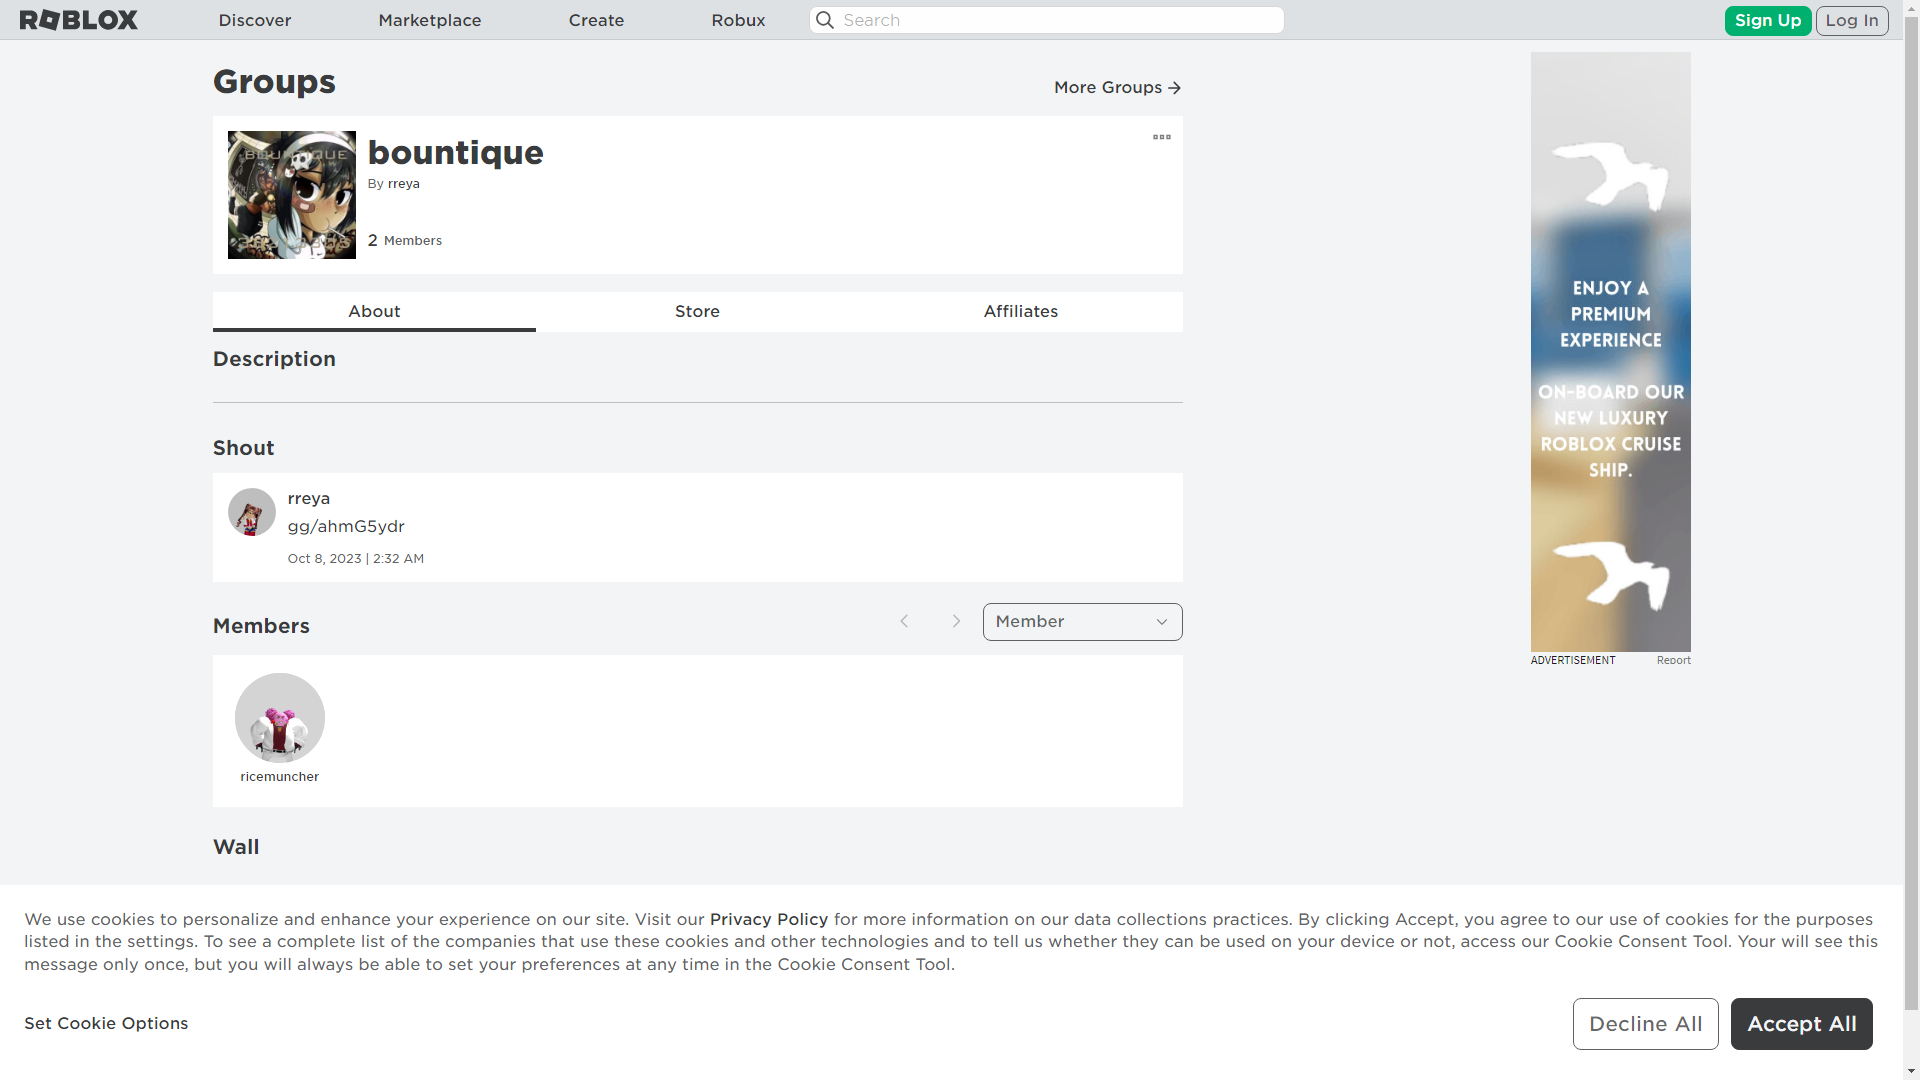 ROBLOX
Discover
Marketplace
Create
Robux
Search
Sign Up
Log In
Groups
More Groups
BOUNTIQUE
bountique
By rreya
2 Members
About
Store
Affiliates
Description
Shout
rreya
gg/ahmG5ydr
Oct 8, 2023 | 2:32 AM
Members
Member
ricemuncher
Wall
ENJOY A
PREMIUM
EXPERIENCE
ON-BOARD OUR
NEW LUXURY
ROBLOX CRUISE
SHIP.
ADVERTISEMENT
Report
We use cookies to personalize and enhance your experience on our site. Visit our Privacy Policy for more information on our data collections practices. By clicking Accept, you agree to our use of cookies for the purposes
listed in the settings. To see a complete list of the companies that use these cookies and other technologies and to tell us whether they can be used on your device or not, access our Cookie Consent Tool. Your will see this
message only once, but you will always be able to set your preferences at any time in the Cookie Consent Tool.
Set Cookie Options
Decline All
Accept All